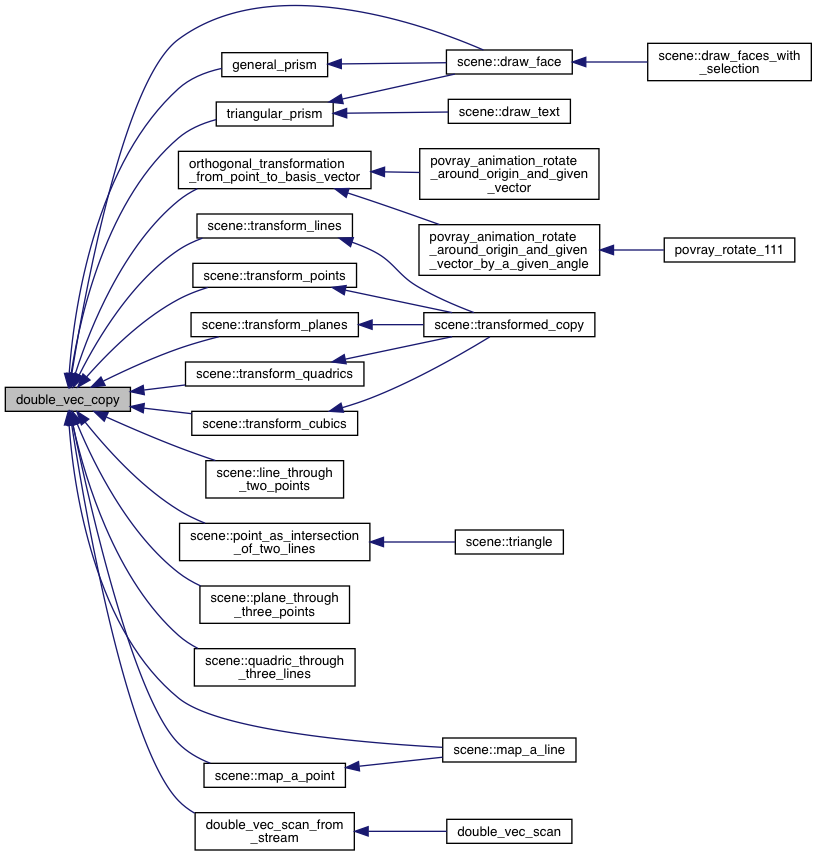 general_prism
scene::draw_face
scene::draw_faces_with
_selection
triangular_prism
scene::draw_text
orthogonal_transformation
_from_point_to_basis_vector
povray_animation_rotate
_around_origin_and_given
_vector
scene::transform_lines
povray_animation_rotate
_around_origin_and_given
_vector_by_a_given_angle
povray_rotate_111
scene::transform_points
scene::transform_planes
scene::transformed_copy
scene::transform_quadrics
double_vec_copy
scene::transform_cubics
scene::line_through
_two_points
scene::point_as_intersection
_of_two_lines
scene::triangle
scene::plane_through
_three_points
scene::quadric_through
_three_lines
scene::map_a_line
scene::map_a_point
double_vec_scan_from
_stream
double_vec_scan